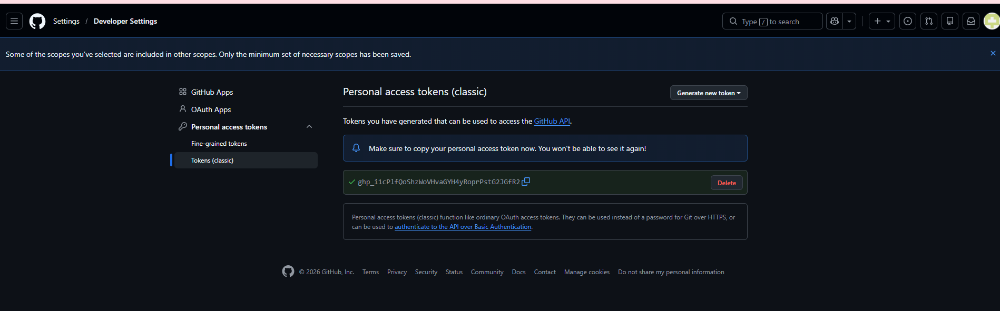 Settings / Developer Settings
Type / to search
Some of the scopes you’ve selected are included in other scopes. Only the minimum set of necessary scopes has been saved.
GitHub Apps
OAuth Apps
Personal access tokens
Fine-grained tokens
Tokens (classic)
Personal access tokens (classic)
Generate new token
Tokens you have generated that can be used to access the GitHub API.
Make sure to copy your personal access token now. You won’t be able to see it again!
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
Delete
Personal access tokens (classic) function like ordinary OAuth access tokens. They can be used instead of a password for Git over HTTPS, or
can be used to authenticate to the API over Basic Authentication.
© 2026 GitHub, Inc. Terms Privacy Security Status Community Docs Contact Manage cookies Do not share my personal information